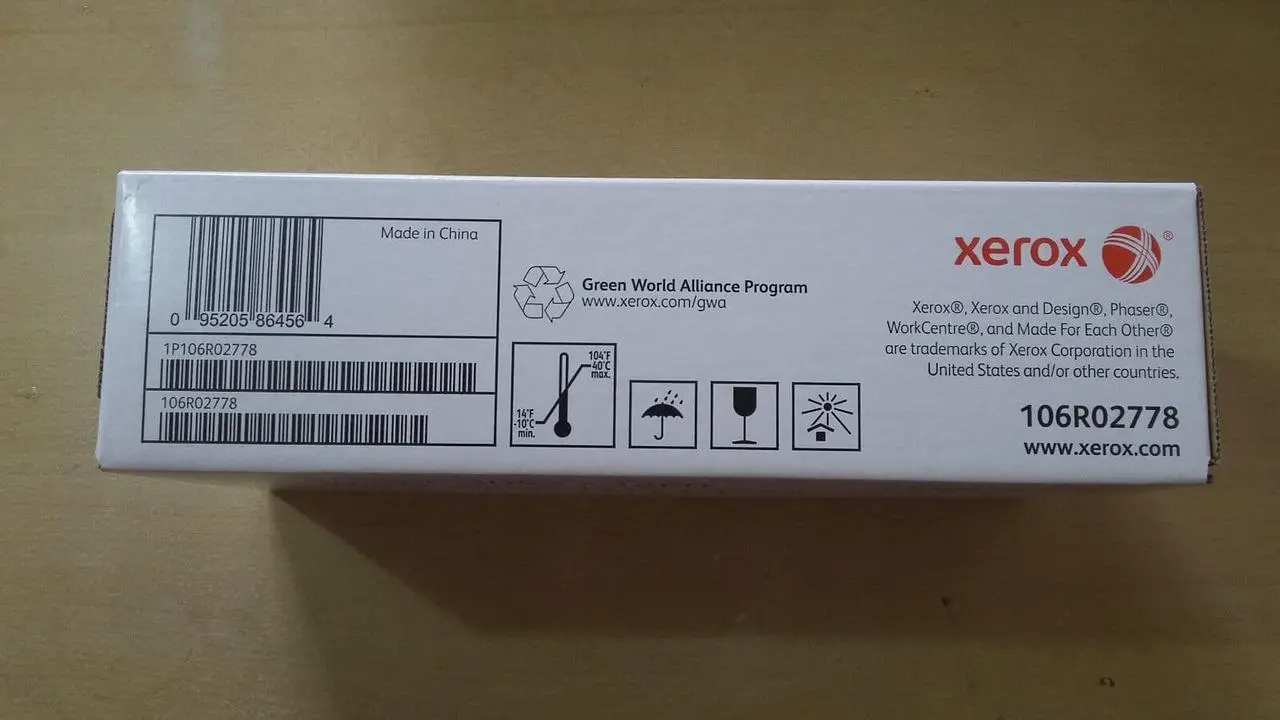 Made in China
0 95205 86456 4
1P106R02778
106R02778
Green World Alliance Program
www.xerox.com/gwa
104°F
40°C
max.
14°F
-10°C
min.
xerox ®
Xerox®, Xerox and Design®, Phaser®,
WorkCentre®, and Made For Each Other®
are trademarks of Xerox Corporation in the
United States and/or other countries.
106R02778
www.xerox.com